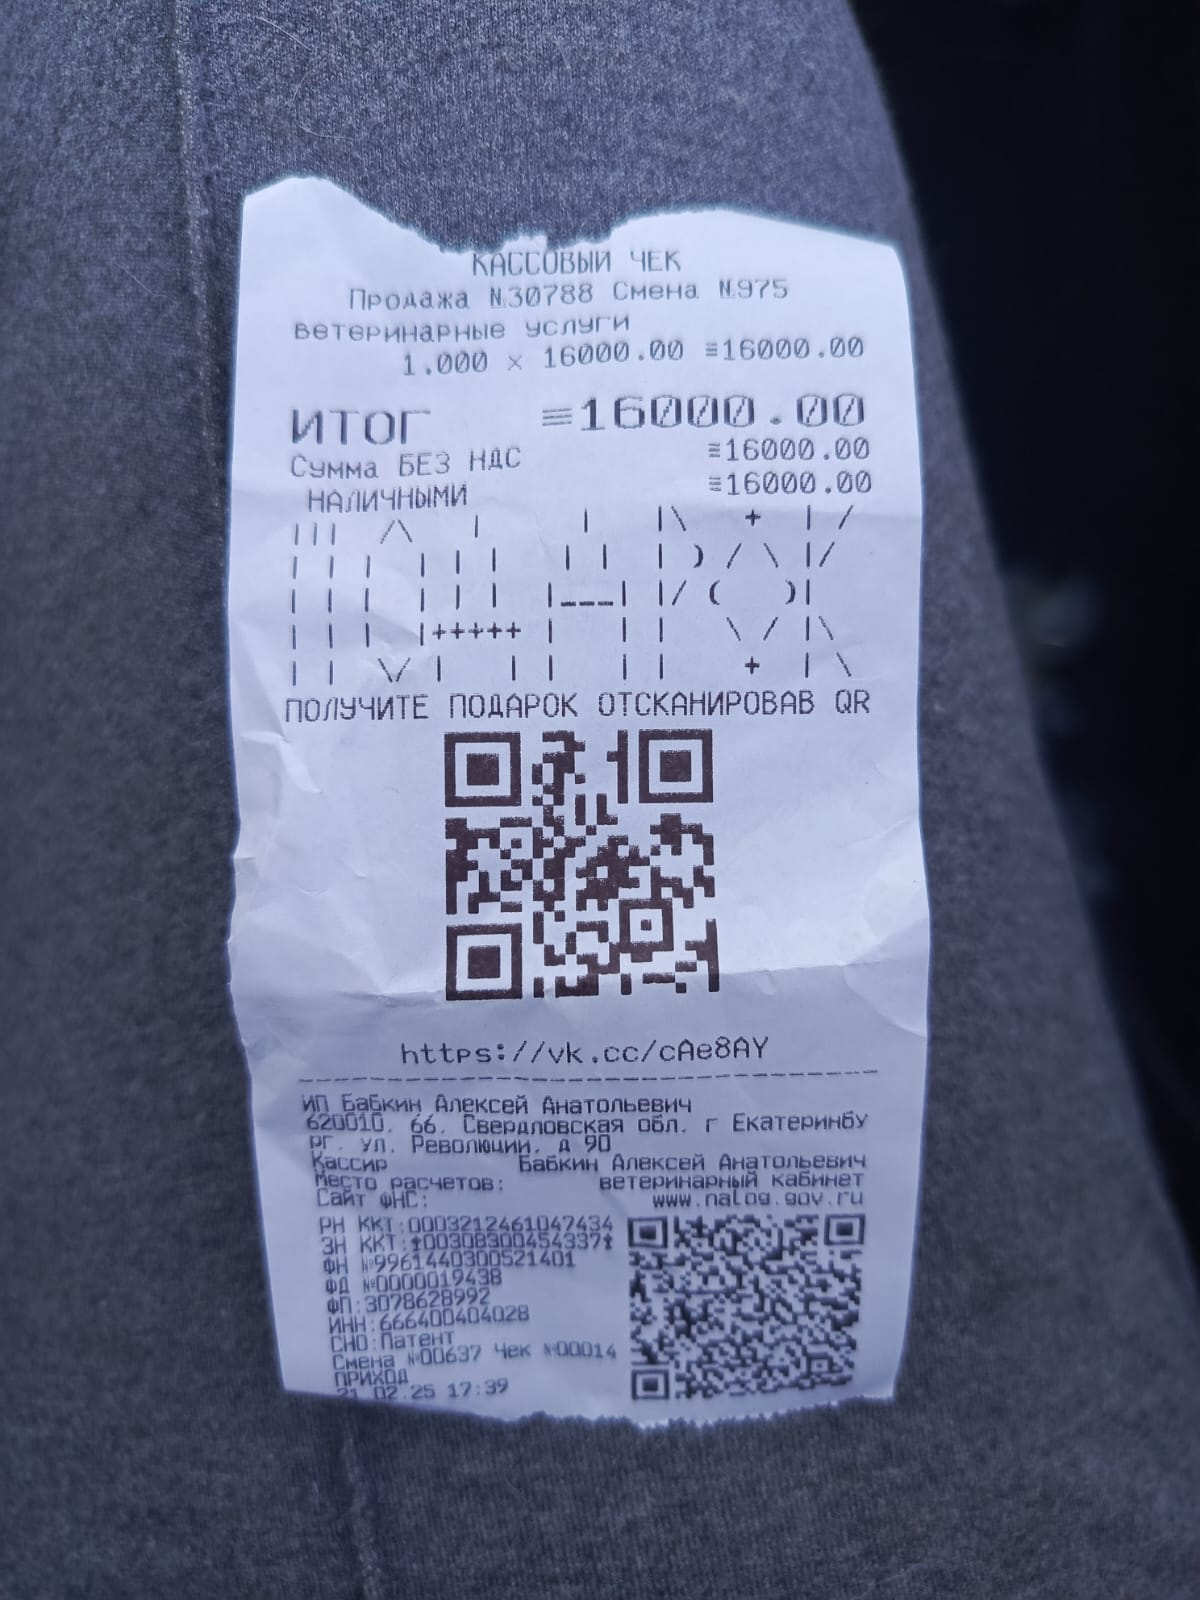 КАССОВЫЙ ЧЕК
Продажа №30788 Смена №975
ветеринарные услуги
1.000 × 16000.00 ≡16000.00
ИТОГ ≡16000.00
Сумма БЕЗ НДС ≡16000.00
НАЛИЧНЫМИ ≡16000.00
ПОЛУЧИТЕ ПОДАРОК ОТСКАНИРОВАВ QR
https://vk.cc/cAe8AY
ИП Бабкин Алексей Анатольевич
620010. 66. Свердловская обл. г Екатеринбу
рг. ул. Революции, д 90
Кассир Бабкин Алексей Анатольевич
Место расчетов: ветеринарный кабинет
Сайт ФНС: www.nalog.gov.ru
РН ККТ:0003212461047434
ЗН ККТ:‡00308300454337‡
ФН №9961440300521401
ФД №0000019438
ФП:3078628992
ИНН:666400404028
СНО:Патент
Смена №00637 Чек №00014
ПРИХОД
21.02.25 17:39